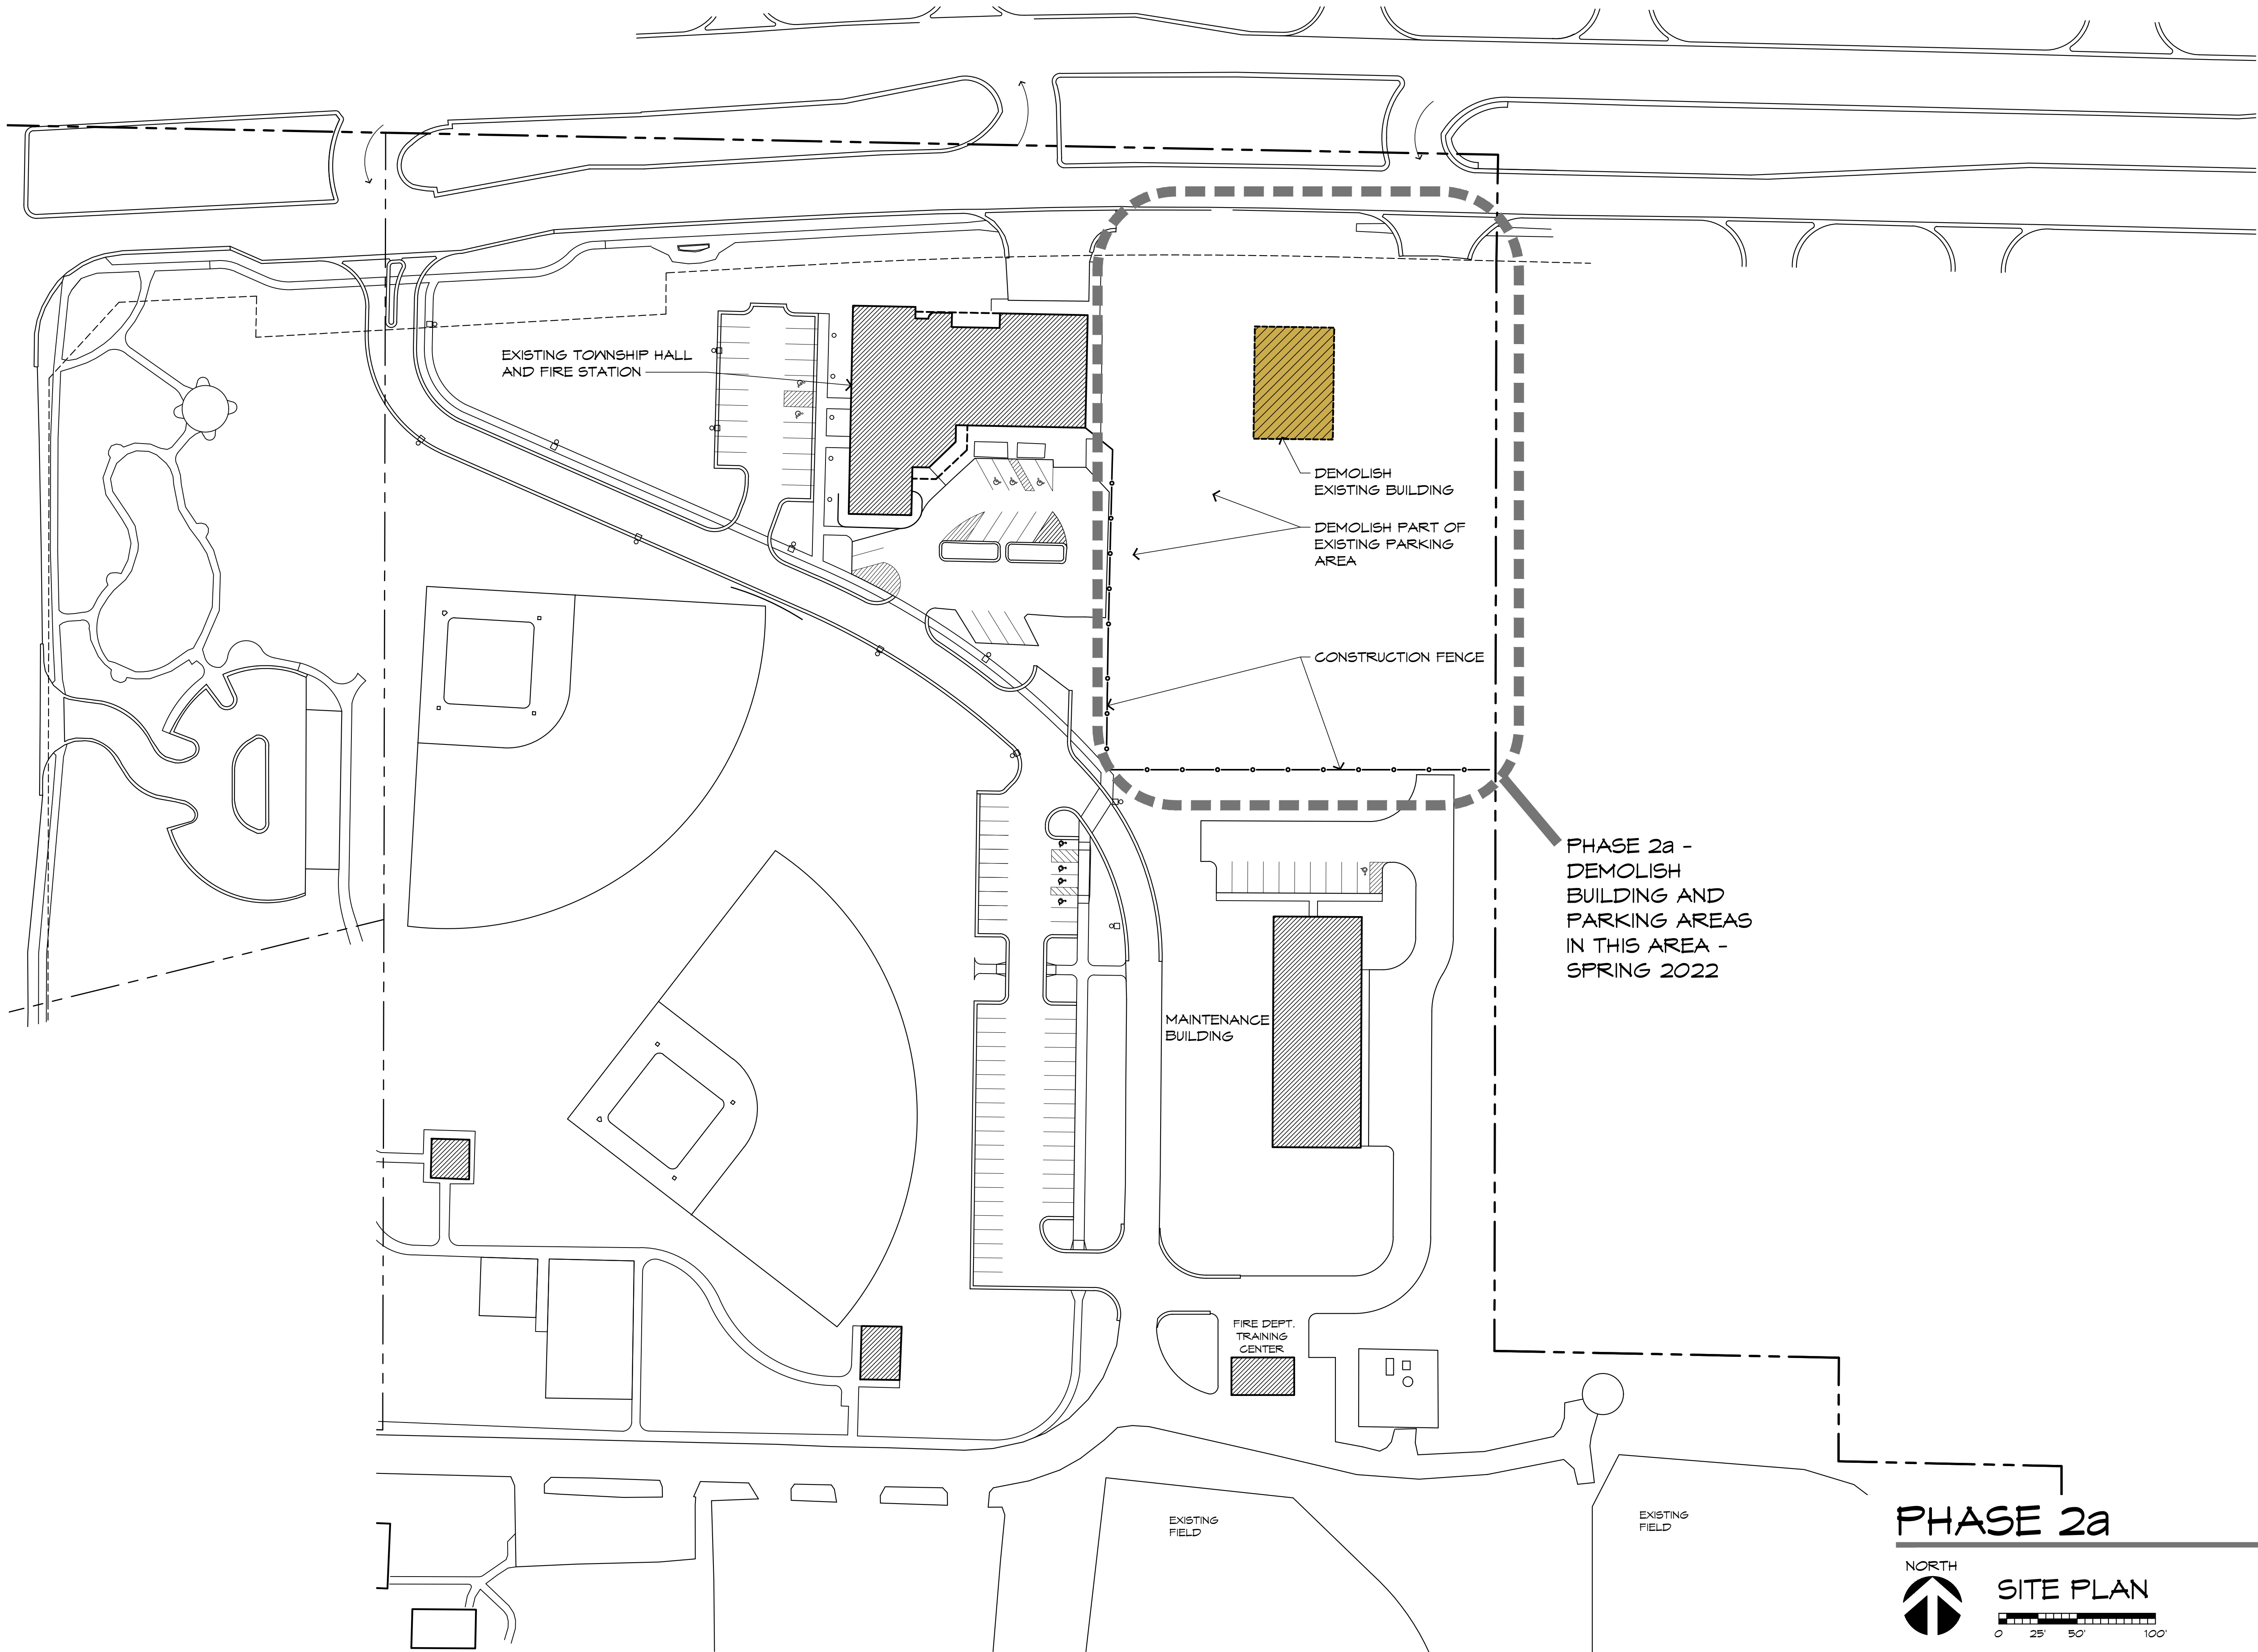 EXISTING TOWNSHIP HALL
AND FIRE STATION
DEMOLISH
EXISTING BUILDING
DEMOLISH PART OF
EXISTING PARKING
AREA
CONSTRUCTION FENCE
PHASE 2a -
DEMOLISH
BUILDING AND
PARKING AREAS
IN THIS AREA -
SPRING 2022
MAINTENANCE
BUILDING
FIRE DEPT.
TRAINING
CENTER
EXISTING
FIELD
EXISTING
FIELD
PHASE 2a
NORTH
SITE PLAN
0 25' 50' 100'